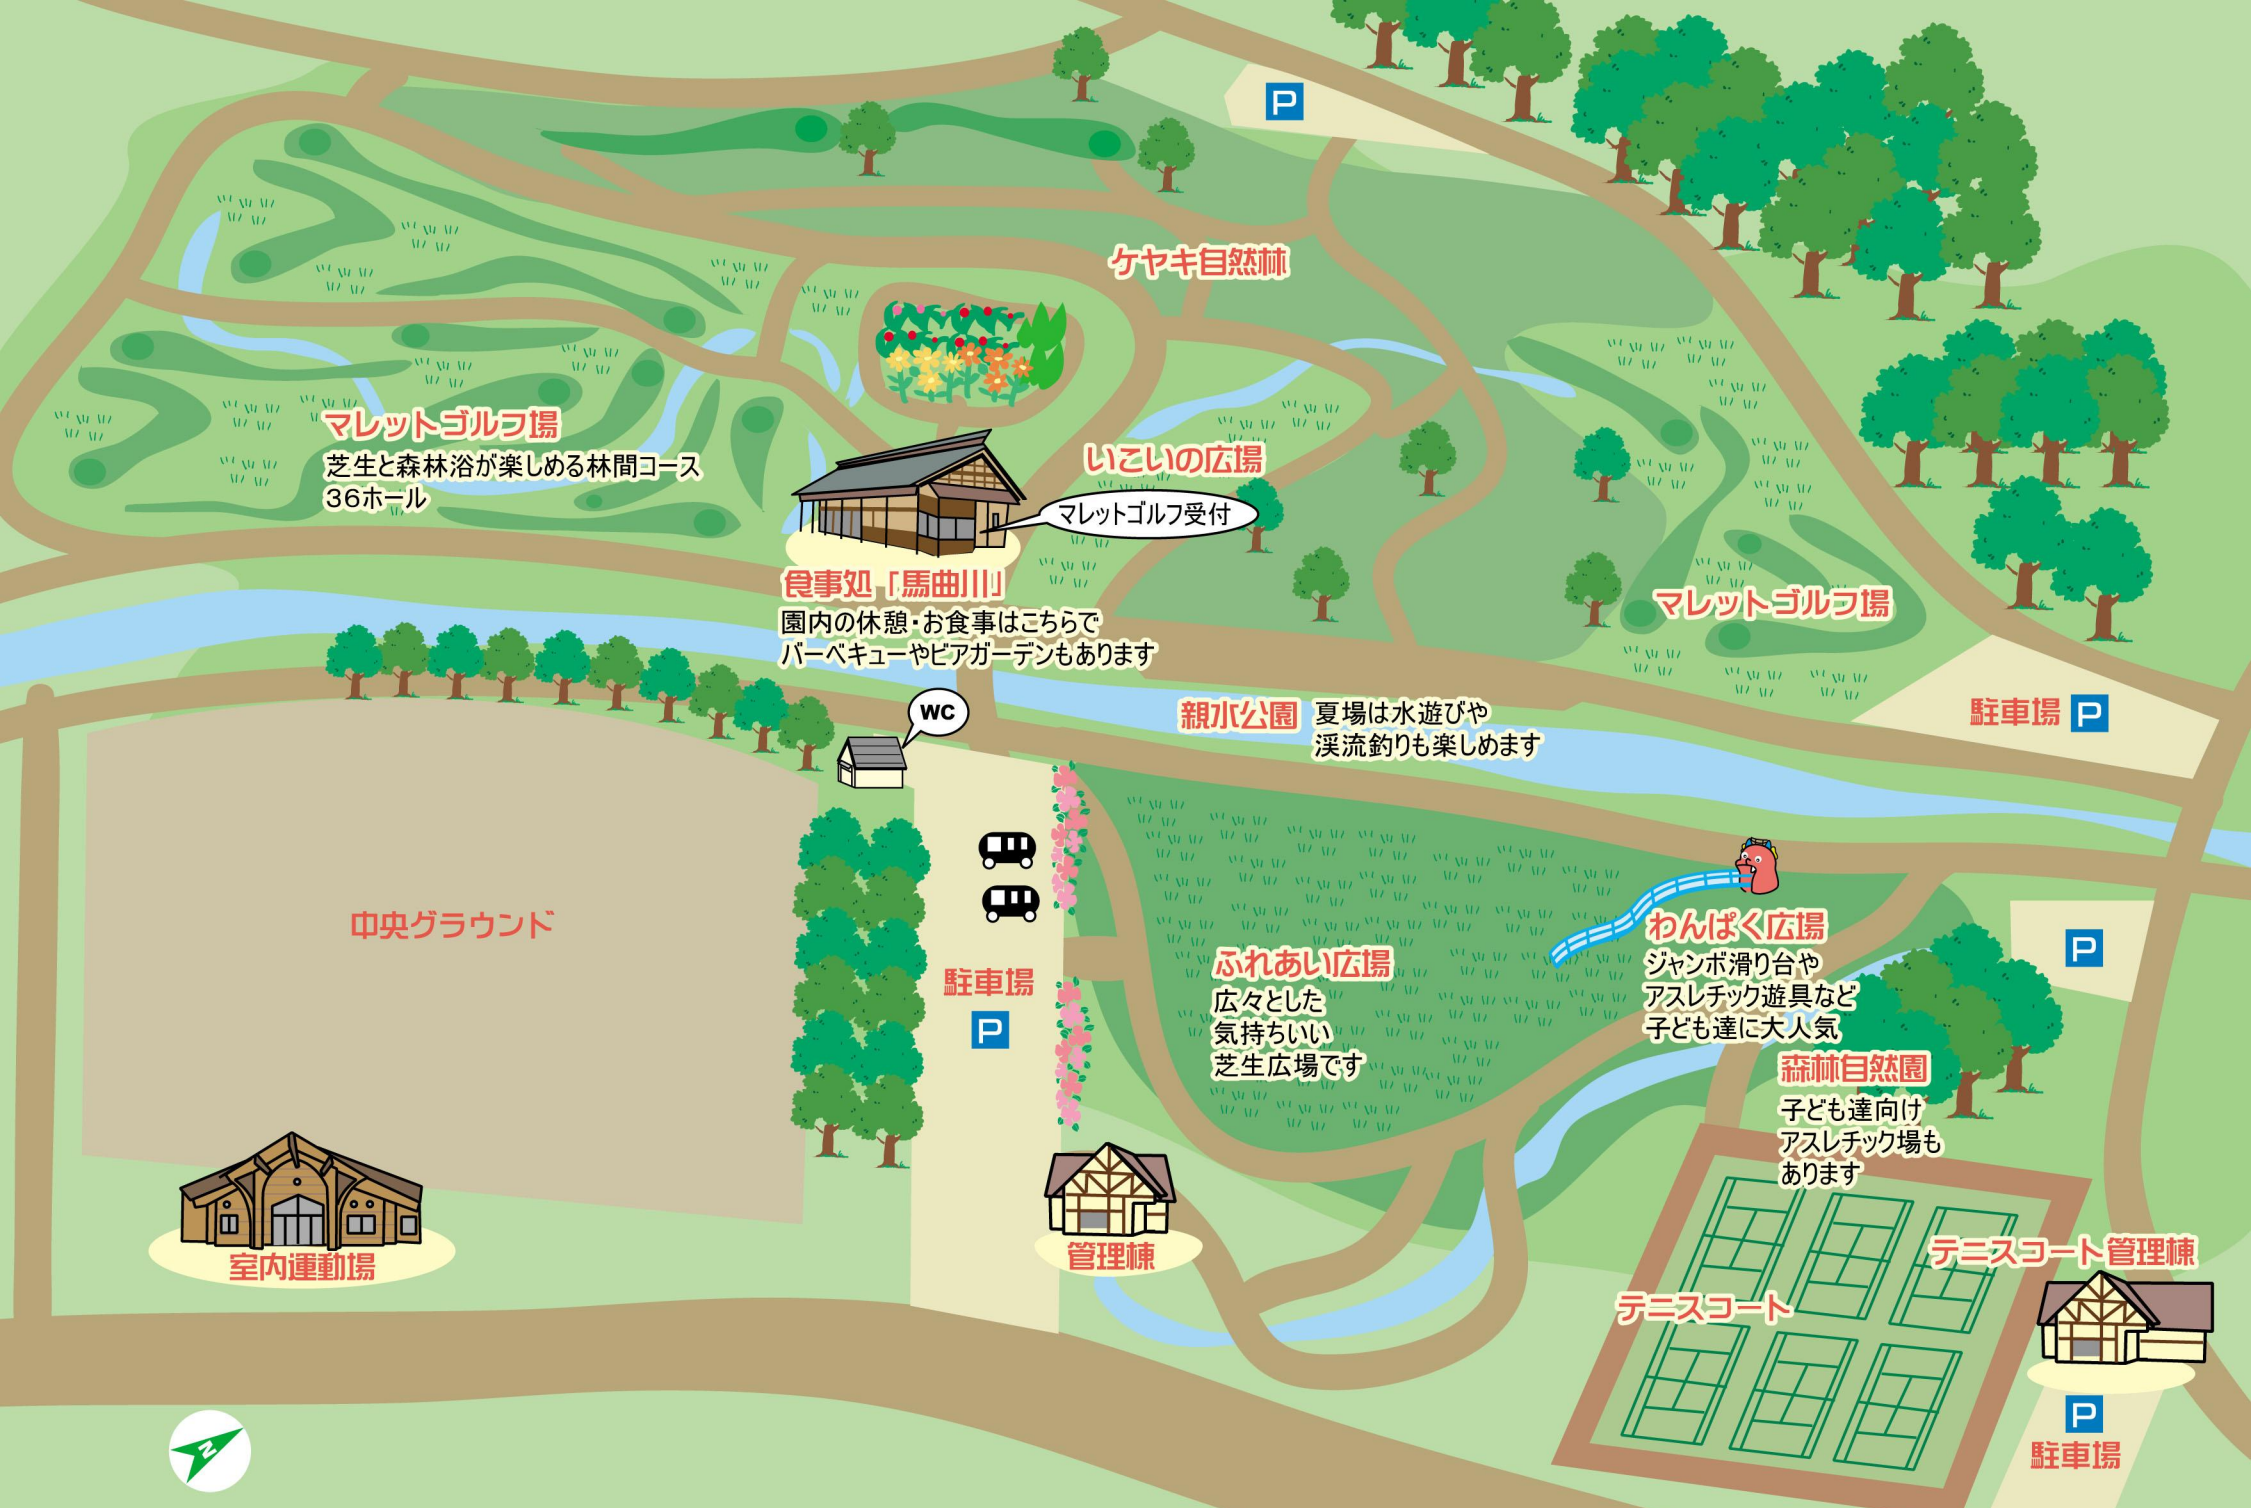 P
ケヤキ自然林
マレットゴルフ場
芝生と森林浴が楽しめる林間コース
36ホール
いこいの広場
マレットゴルフ受付
食事処「馬曲川」
園内の休憩・お食事はこちらで
バーベキューやビアガーデンもあります
マレットゴルフ場
駐車場 P
WC
親水公園 夏場は水遊びや
渓流釣りも楽しめます
中央グラウンド
駐車場
P
ふれあい広場
広々とした
気持ちいい
芝生広場です
わんぱく広場
ジャンボ滑り台や
アスレチック遊具など
子ども達に大人気
P
森林自然園
子ども達向け
アスレチック場も
あります
室内運動場
管理棟
テニスコート管理棟
テニスコート
P
駐車場
N